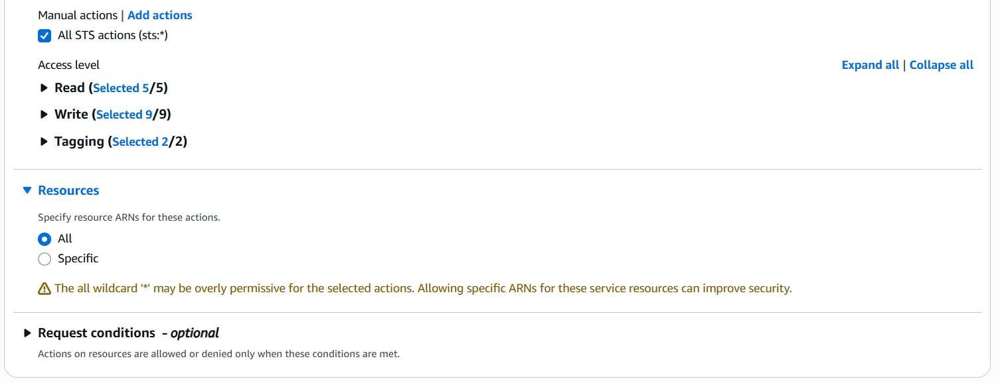 Manual actions | Add actions
All STS actions (sts:*)
Access level
Expand all | Collapse all
Read (Selected 5/5)
Write (Selected 9/9)
Tagging (Selected 2/2)
Resources
Specify resource ARNs for these actions.
All
Specific
The all wildcard '*' may be overly permissive for the selected actions. Allowing specific ARNs for these service resources can improve security.
Request conditions - optional
Actions on resources are allowed or denied only when these conditions are met.